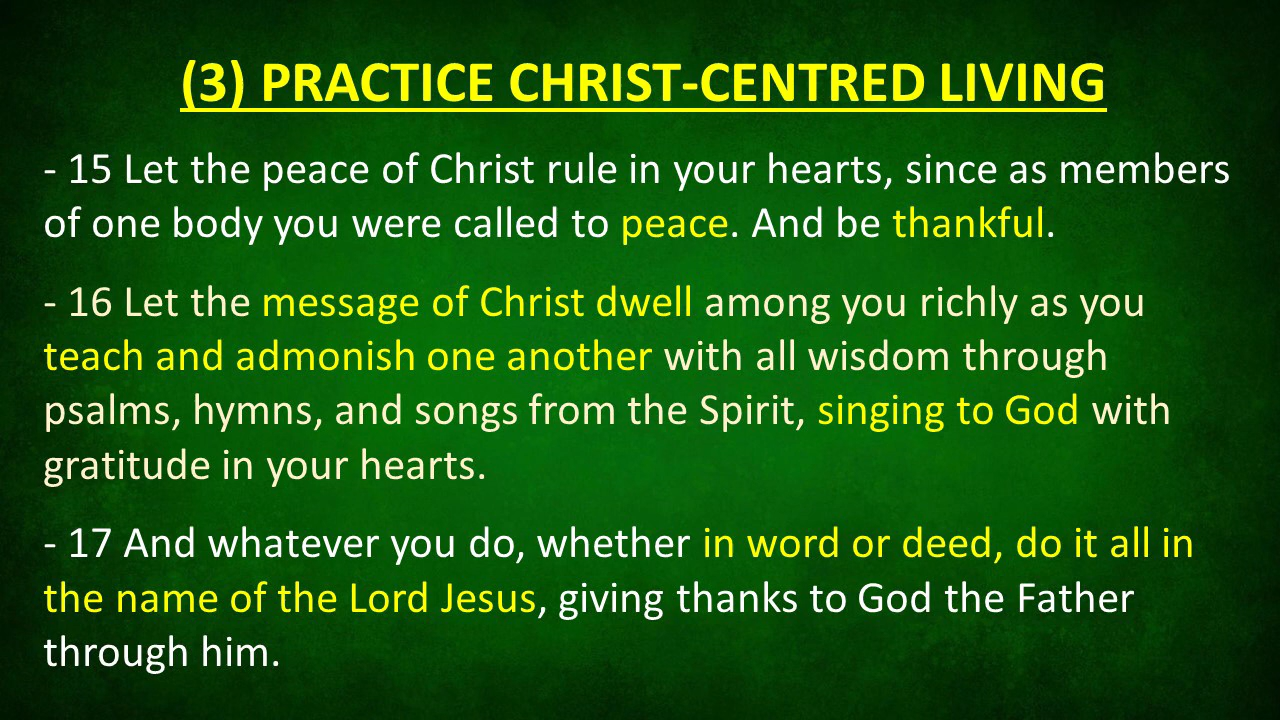 (3) PRACTICE CHRIST-CENTRED LIVING
- 15 Let the peace of Christ rule in your hearts, since as members
of one body you were called to peace. And be thankful.
- 16 Let the message of Christ dwell among you richly as you
teach and admonish one another with all wisdom through
psalms, hymns, and songs from the Spirit, singing to God with
gratitude in your hearts.
- 17 And whatever you do, whether in word or deed, do it all in
the name of the Lord Jesus, giving thanks to God the Father
through him.